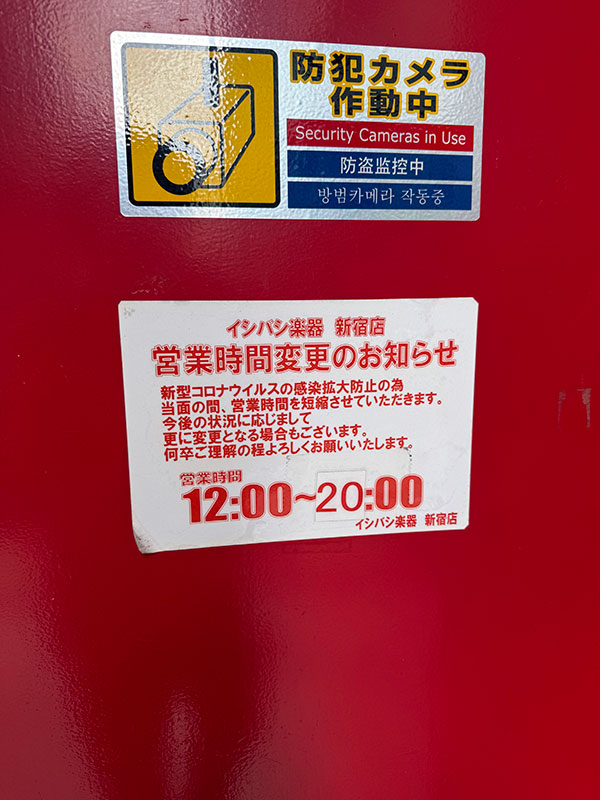 防犯カメラ
作動中
Security Cameras in Use
防盗监控中
방범카메라 작동중
イシバシ楽器 新宿店
営業時間変更のお知らせ
新型コロナウイルスの感染拡大防止の為
当面の間、営業時間を短縮させていただきます。
今後の状況に応じまして
更に変更となる場合もございます。
何卒ご理解の程よろしくお願いいたします。
営業時間
12:00~20:00
イシバシ楽器 新宿店